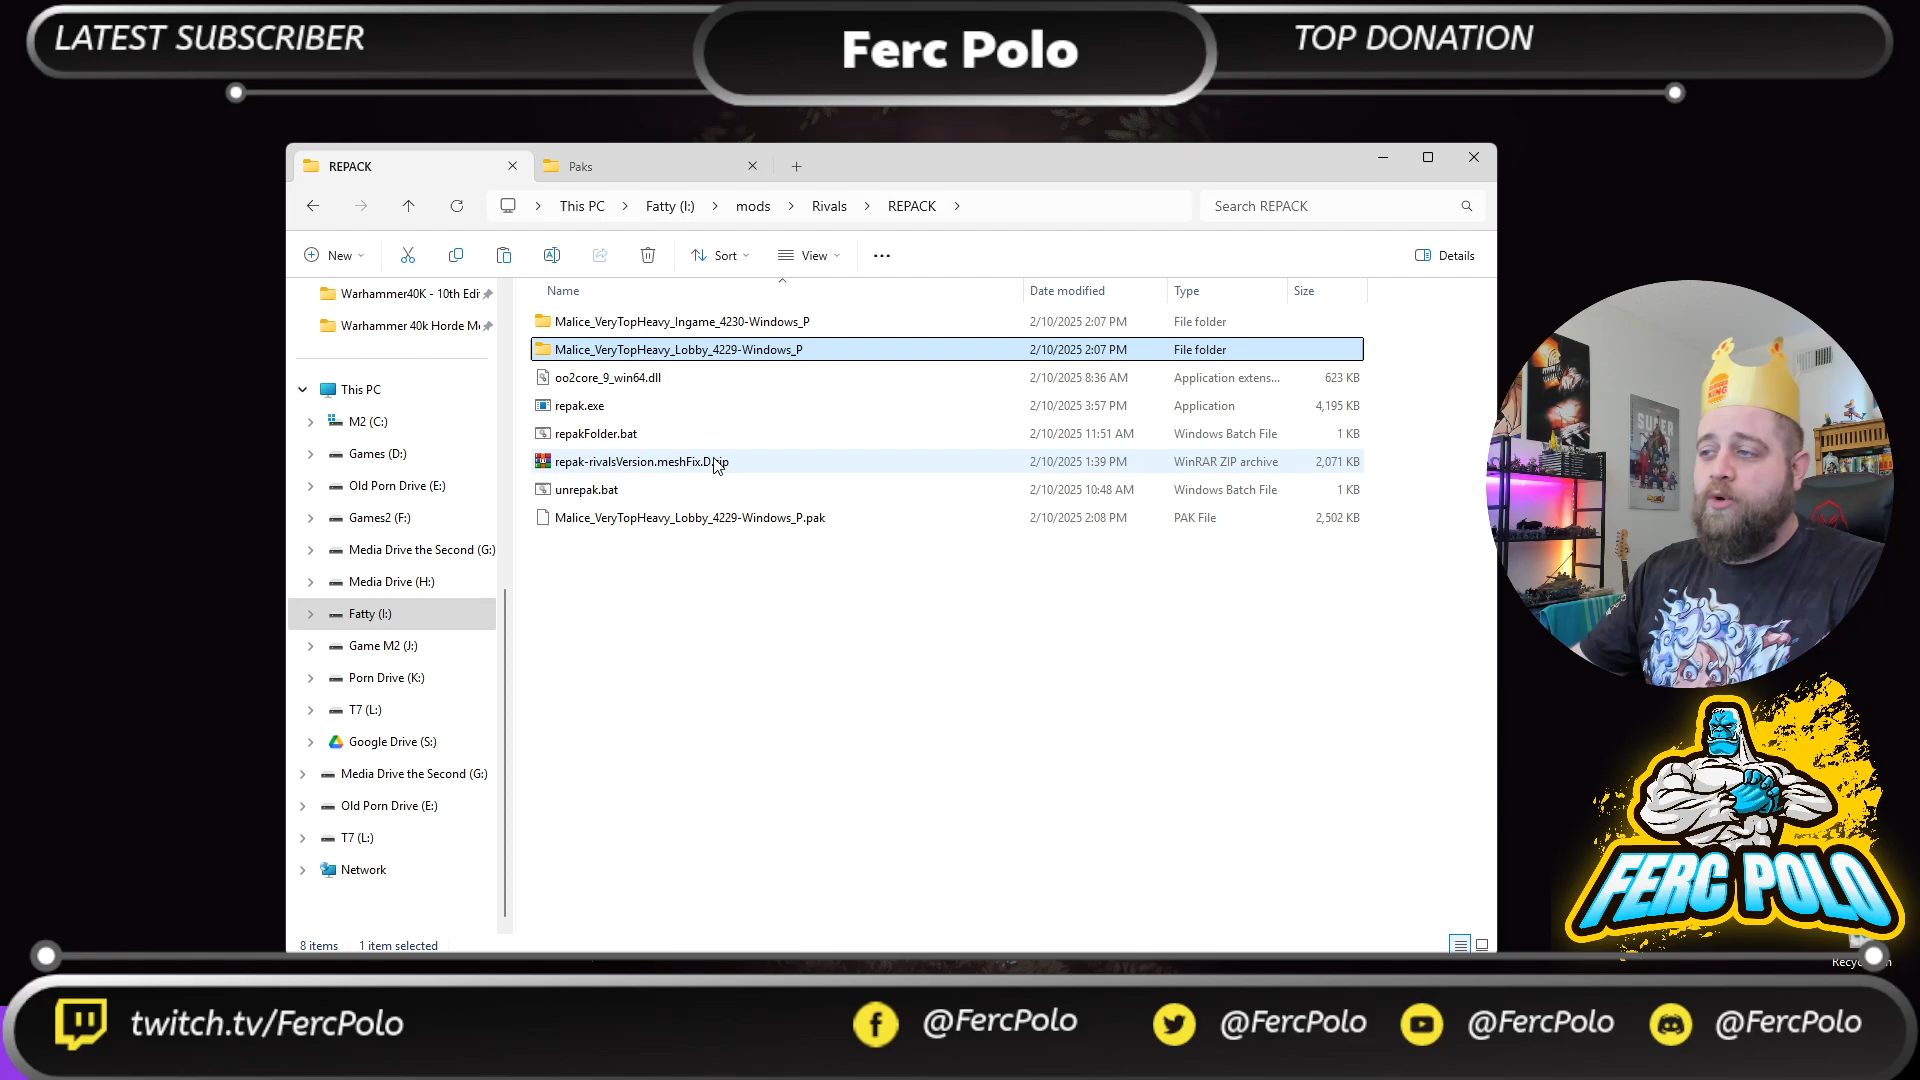 LATEST SUBSCRIBER
Ferc Polo
TOP DONATION
REPACK
Paks
This PC
Fatty (I:)
mods
Rivals
REPACK
Search REPACK
New
Sort
View
Details
Name
Date modified
Type
Size
Warhammer40K - 10th Edi
Warhammer 40k Horde M
This PC
M2 (C:)
Games (D:)
Old Porn Drive (E:)
Games2 (F:)
Media Drive the Second (G:)
Media Drive (H:)
Fatty (I:)
Game M2 (J:)
Porn Drive (K:)
T7 (L:)
Google Drive (S:)
Media Drive the Second (G:)
Old Porn Drive (E:)
T7 (L:)
Network
Malice_VeryTopHeavy_Ingame_4230-Windows_P 2/10/2025 2:07 PM File folder
Malice_VeryTopHeavy_Lobby_4229-Windows_P 2/10/2025 2:07 PM File folder
oo2core_9_win64.dll 2/10/2025 8:36 AM Application extens... 623 KB
repak.exe 2/10/2025 3:57 PM Application 4,195 KB
repakFolder.bat 2/10/2025 11:51 AM Windows Batch File 1 KB
repak-rivalsVersion.meshFix.D.zip 2/10/2025 1:39 PM WinRAR ZIP archive 2,071 KB
unrepak.bat 2/10/2025 10:48 AM Windows Batch File 1 KB
Malice_VeryTopHeavy_Lobby_4229-Windows_P.pak 2/10/2025 2:08 PM PAK File 2,502 KB
8 items
1 item selected
BURGER KING
SUPER
FERC POLO
twitch.tv/FercPolo
@FercPolo
@FercPolo
@FercPolo
@FercPolo